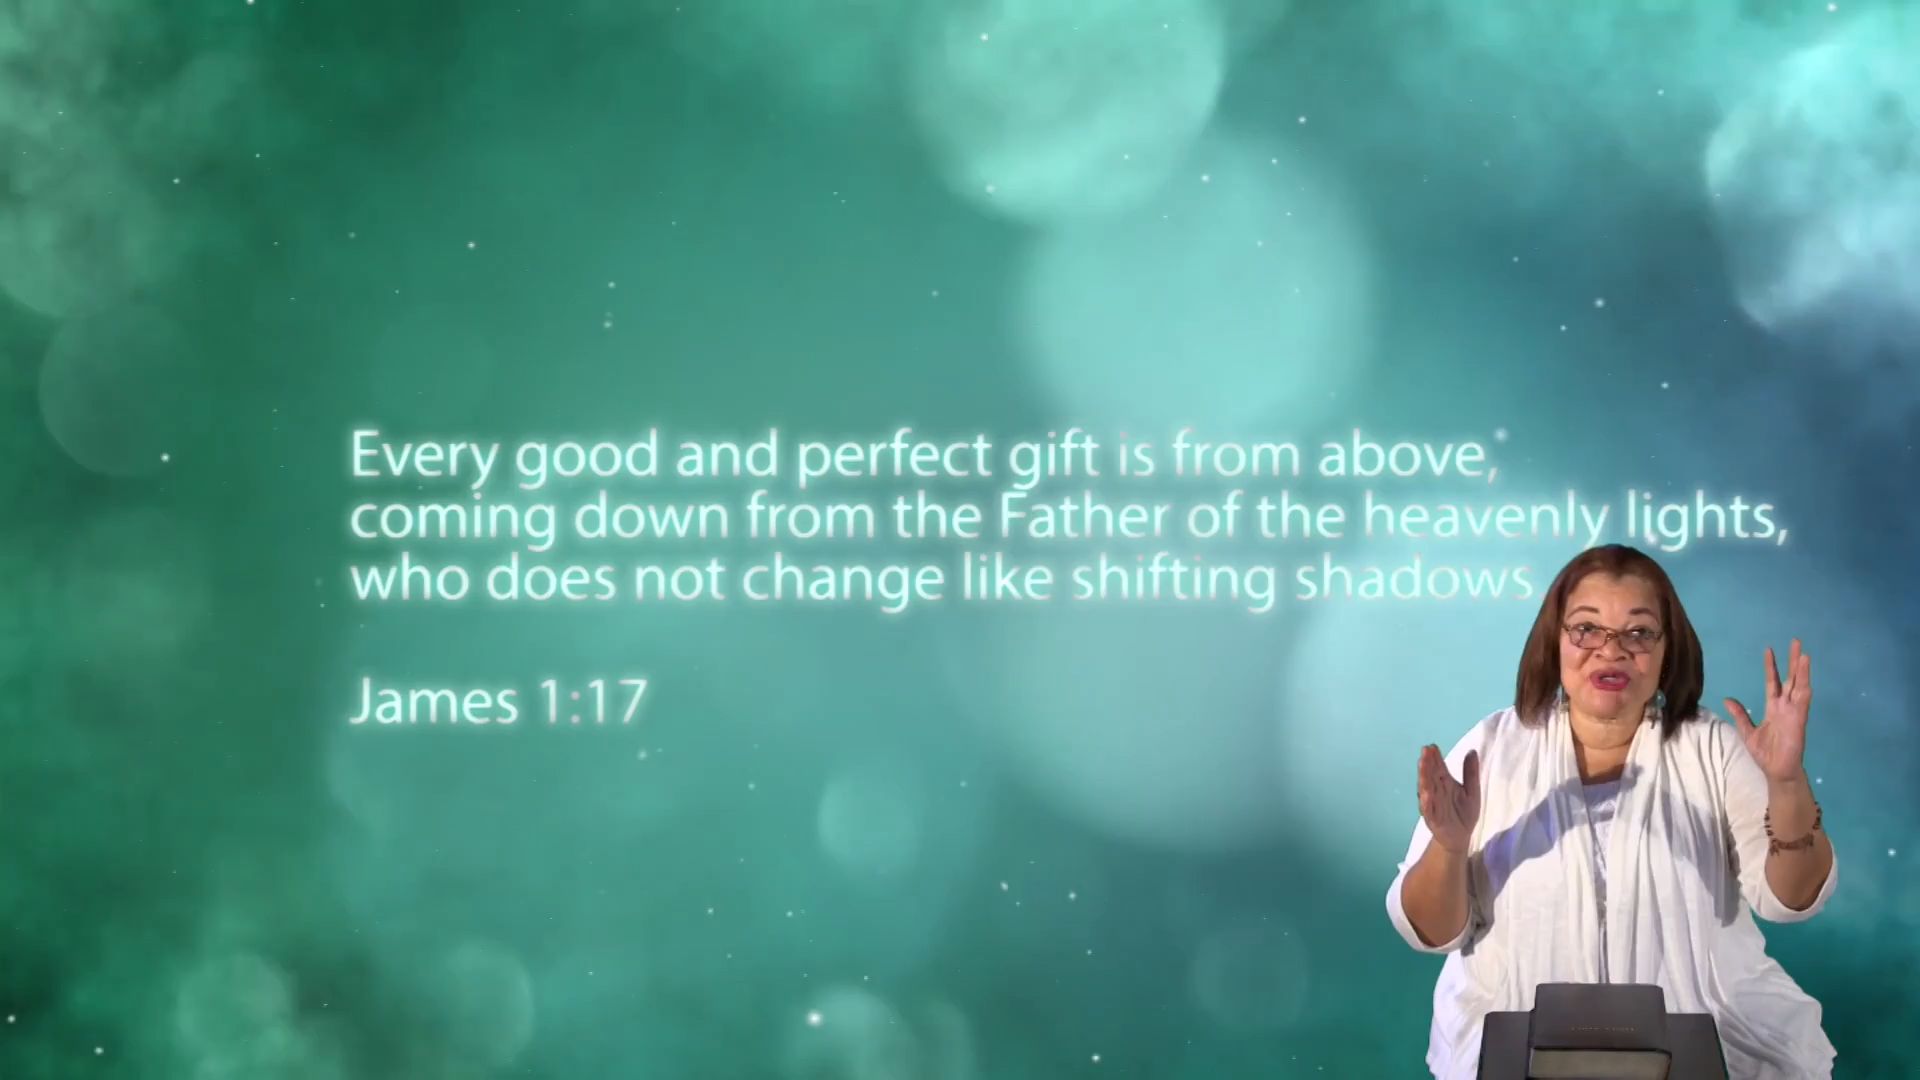 Every good and perfect gift is from above,
coming down from the Father of the heavenly lights,
who does not change like shifting shadows
James 1:17